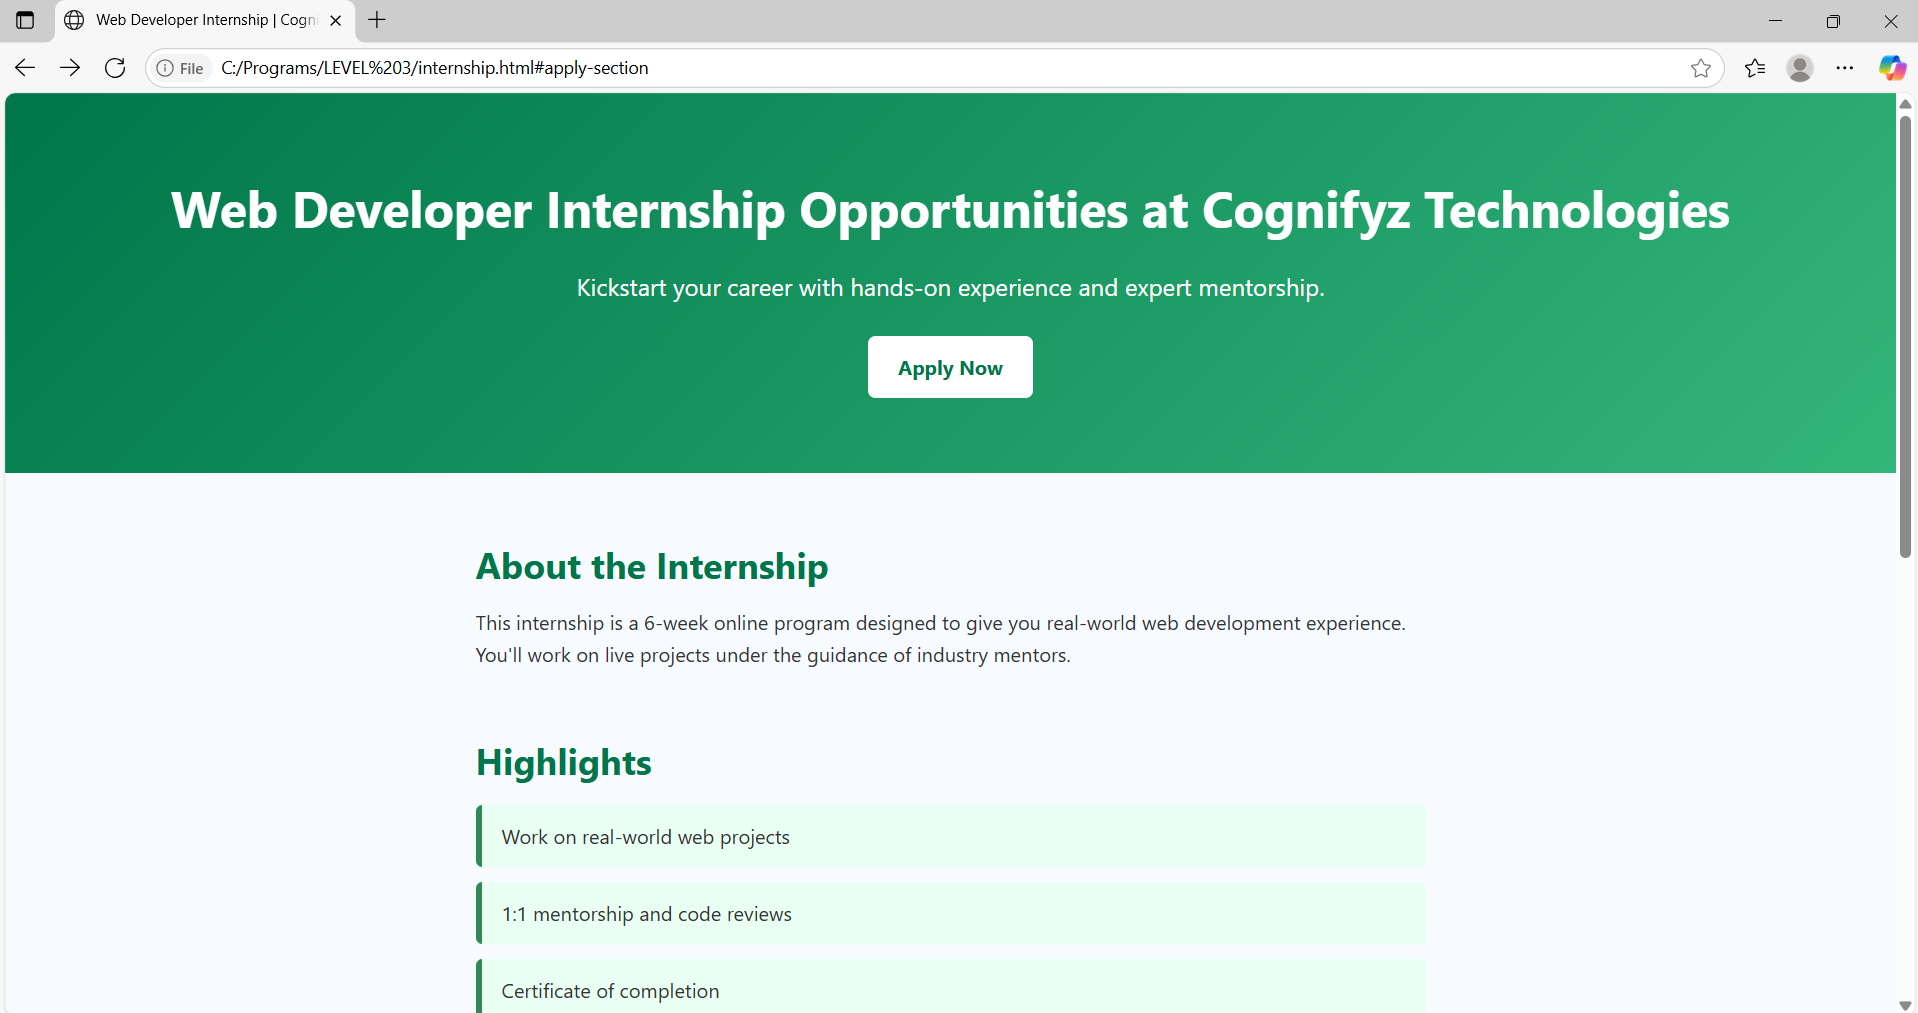 Web Developer Internship | Cogni
File
C:/Programs/LEVEL%203/internship.html#apply-section
Web Developer Internship Opportunities at Cognifyz Technologies
Kickstart your career with hands-on experience and expert mentorship.
Apply Now
About the Internship
This internship is a 6-week online program designed to give you real-world web development experience.
You'll work on live projects under the guidance of industry mentors.
Highlights
Work on real-world web projects
1:1 mentorship and code reviews
Certificate of completion